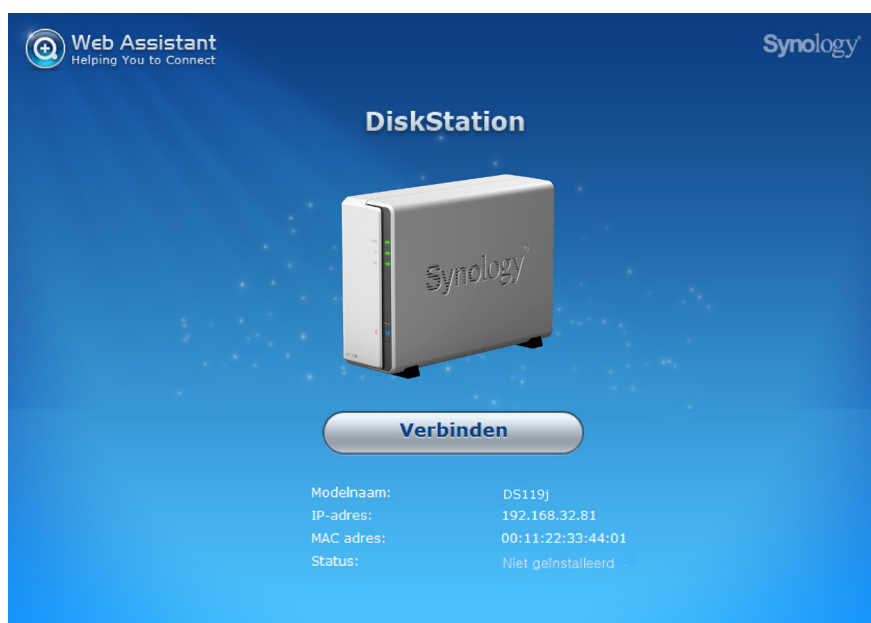 Web Assistant
Helping You to Connect
Synology
DiskStation
Synology
Verbinden
Modelnaam: DS119j
IP-adres: 192.168.32.81
MAC adres: 00:11:22:33:44:01
Status: Niet geïnstalleerd